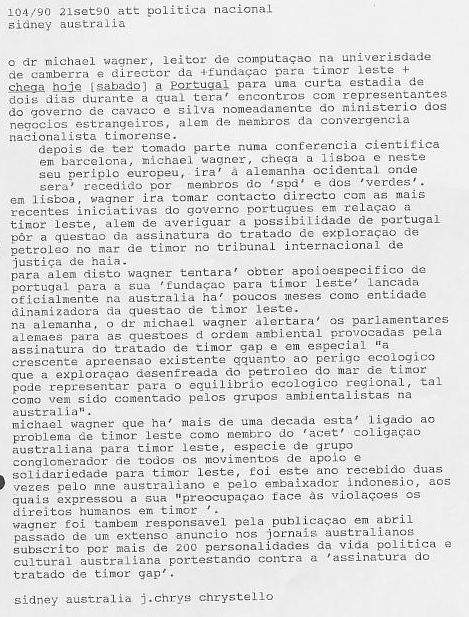 104/90 21set90 att politica nacional
sidney australia
o dr michael wagner, leitor de computaçao na univerisdade
de camberra e director da +fundaçao para timor leste +
chega hoje [sabado] a Portugal para uma curta estadia de
dois dias durante a qual tera' encontros com representantes
do governo de cavaco e silva nomeadamente do ministerio dos
negocios estrangeiros, alem de membros da convergencia
nacionalista timorense.
depois de ter tomado parte numa conferencia cientifica
em barcelona, michael wagner, chega a lisboa e neste
seu periplo europeu, ira' à alemanha ocidental onde
sera' recedido por membros do 'spd' e dos 'verdes'.
em lisboa, wagner ira tomar contacto directo com as mais
recentes iniciativas do governo portugues em relaçao a
timor leste, alem de averiguar a possibilidade de portugal
pôr a questao da assinatura do tratado de exploraçao de
petroleo no mar de timor no tribunal internacional de
justiça de haia.
para alem disto wagner tentara' obter apoioespecifico de
portugal para a sua 'fundaçao para timor leste' lancada
oficialmente na australia ha' poucos meses como entidade
dinamizadora da questao de timor leste.
na alemanha, o dr michael wagner alertara' os parlamentares
alemaes para as questoes d ordem ambiental provocadas pela
assinatura do tratado de timor gap e em especial "a
crescente apreensao existente qquanto ao perigo ecologico
que a exploraçao desenfreada do petroleo do mar de timor
pode representar para o equilibrio ecologico regional, tal
como vem sido comentado pelos grupos ambientalistas na
australia".
michael wagner que ha' mais de uma decada esta' ligado ao
problema de timor leste como membro do 'acet' coligaçao
australiana para timor leste, especie de grupo
conglomerador de todos os movimentos de apoio e
solidariedade para timor leste, foi este ano recebido duas
vezes pelo mne australiano e pelo embaixador indonesio, aos
quais expressou a sua "preocupaçao face às violaçoes os
direitos humanos em timor '.
wagner foi tambem responsavel pela publicaçao em abril
passado de um extenso anuncio nos jornais australianos
subscrito por mais de 200 personalidades da vida politica e
cultural australiana portestando contra a 'assinatura do
tratado de timor gap'.
sidney australia j.chrys chrystello